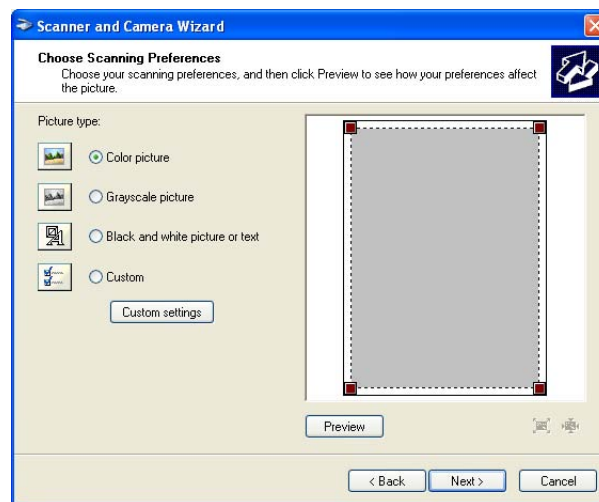 Scanner and Camera Wizard
Choose Scanning Preferences
Choose your scanning preferences, and then click Preview to see how your preferences affect
the picture.
Picture type:
Color picture
Grayscale picture
Black and white picture or text
Custom
Custom settings
Preview
< Back
Next >
Cancel